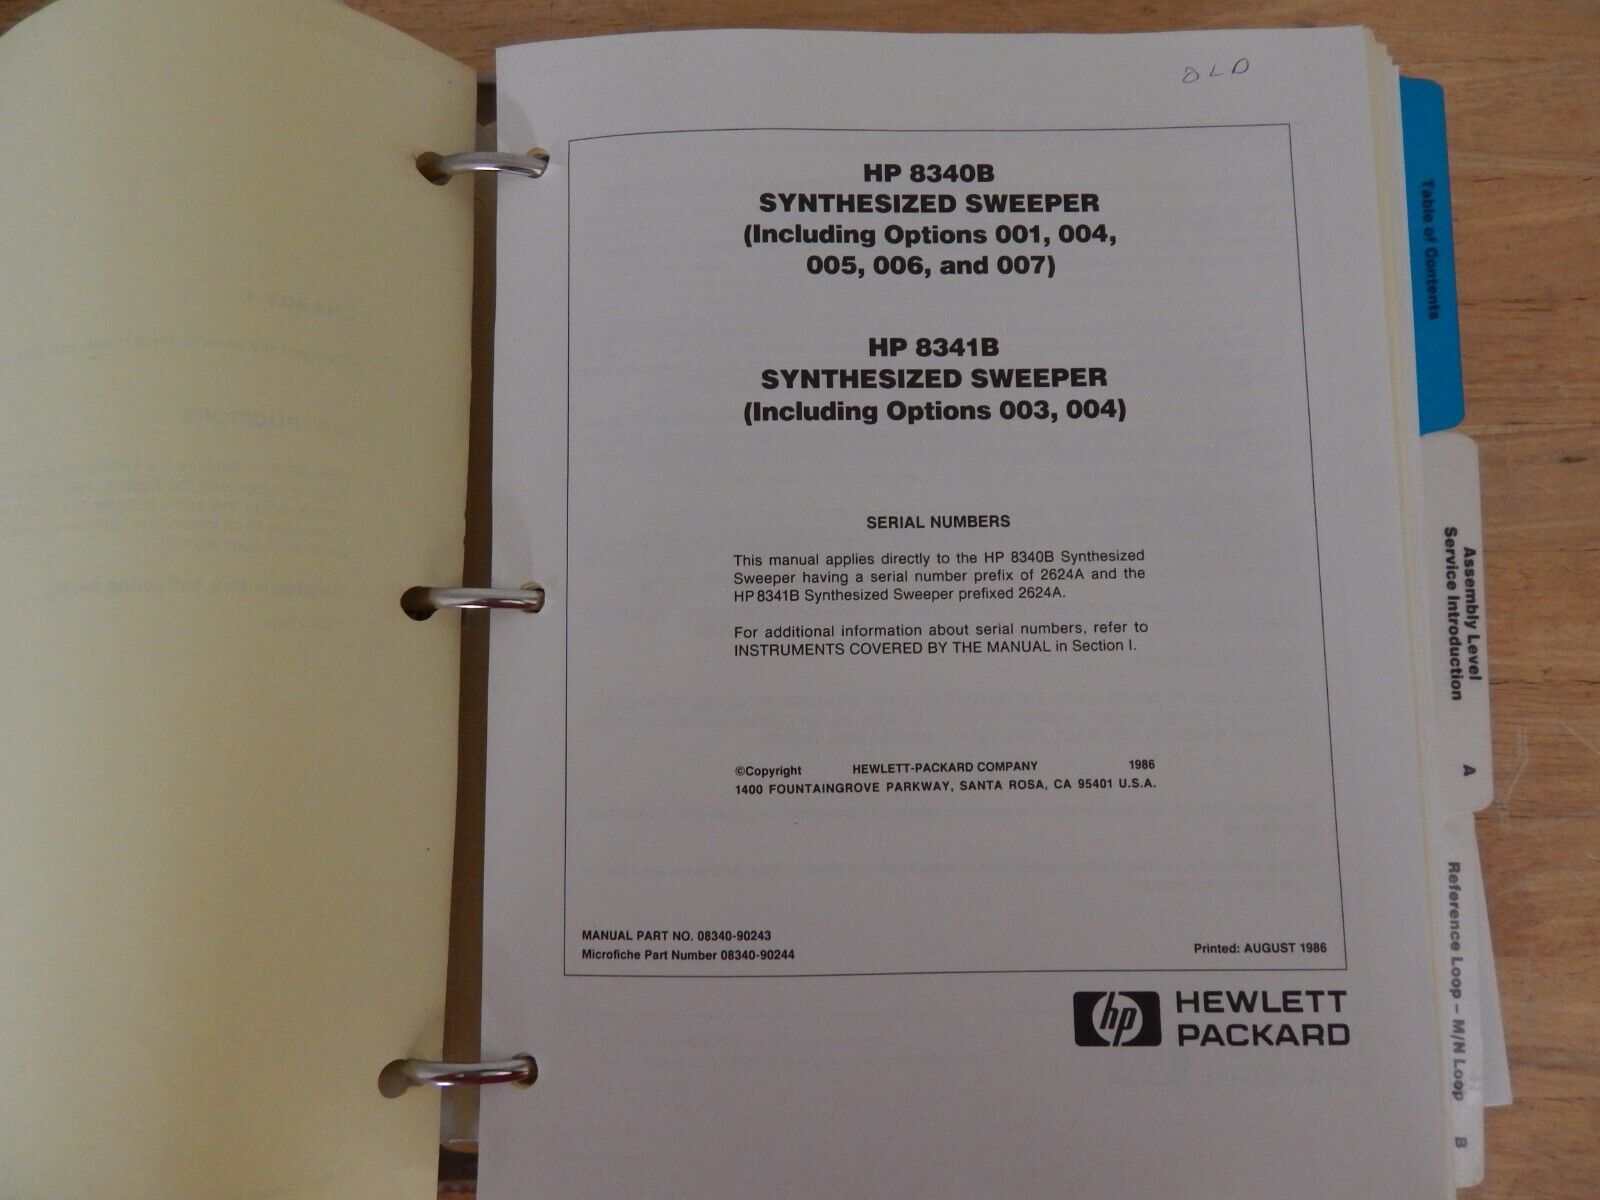 OLD
HP 8340B
SYNTHESIZED SWEEPER
(Including Options 001, 004,
005, 006, and 007)
HP 8341B
SYNTHESIZED SWEEPER
(Including Options 003, 004)
SERIAL NUMBERS
This manual applies directly to the HP 8340B Synthesized
Sweeper having a serial number prefix of 2624A and the
HP 8341B Synthesized Sweeper prefixed 2624A.
For additional information about serial numbers, refer to
INSTRUMENTS COVERED BY THE MANUAL in Section I.
©Copyright HEWLETT-PACKARD COMPANY 1986
1400 FOUNTAINGROVE PARKWAY, SANTA ROSA, CA 95401 U.S.A.
MANUAL PART NO. 08340-90243
Microfiche Part Number 08340-90244
Printed: AUGUST 1986
hp HEWLETT
PACKARD
Table of Contents
Assembly Level
Service Introduction
A
Reference Loop – M/N Loop
B